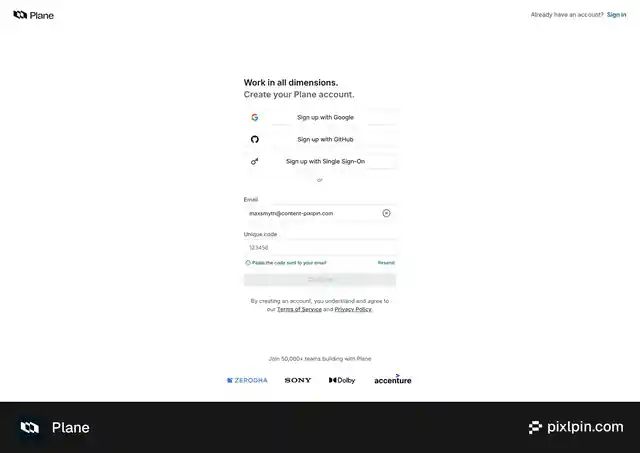 Plane
Already have an account? Sign in
Work in all dimensions.
Create your Plane account.
Sign up with Google
Sign up with GitHub
Sign up with Single Sign-On
or
Email
maxsmyth@content-pixlpin.com
Unique code
123456
Paste the code sent to your email
Resend
Continue
By creating an account, you understand and agree to
our Terms of Service and Privacy Policy.
Join 50,000+ teams building with Plane
ZEROGHA SONY Dolby accenture
Plane
pixlpin.com